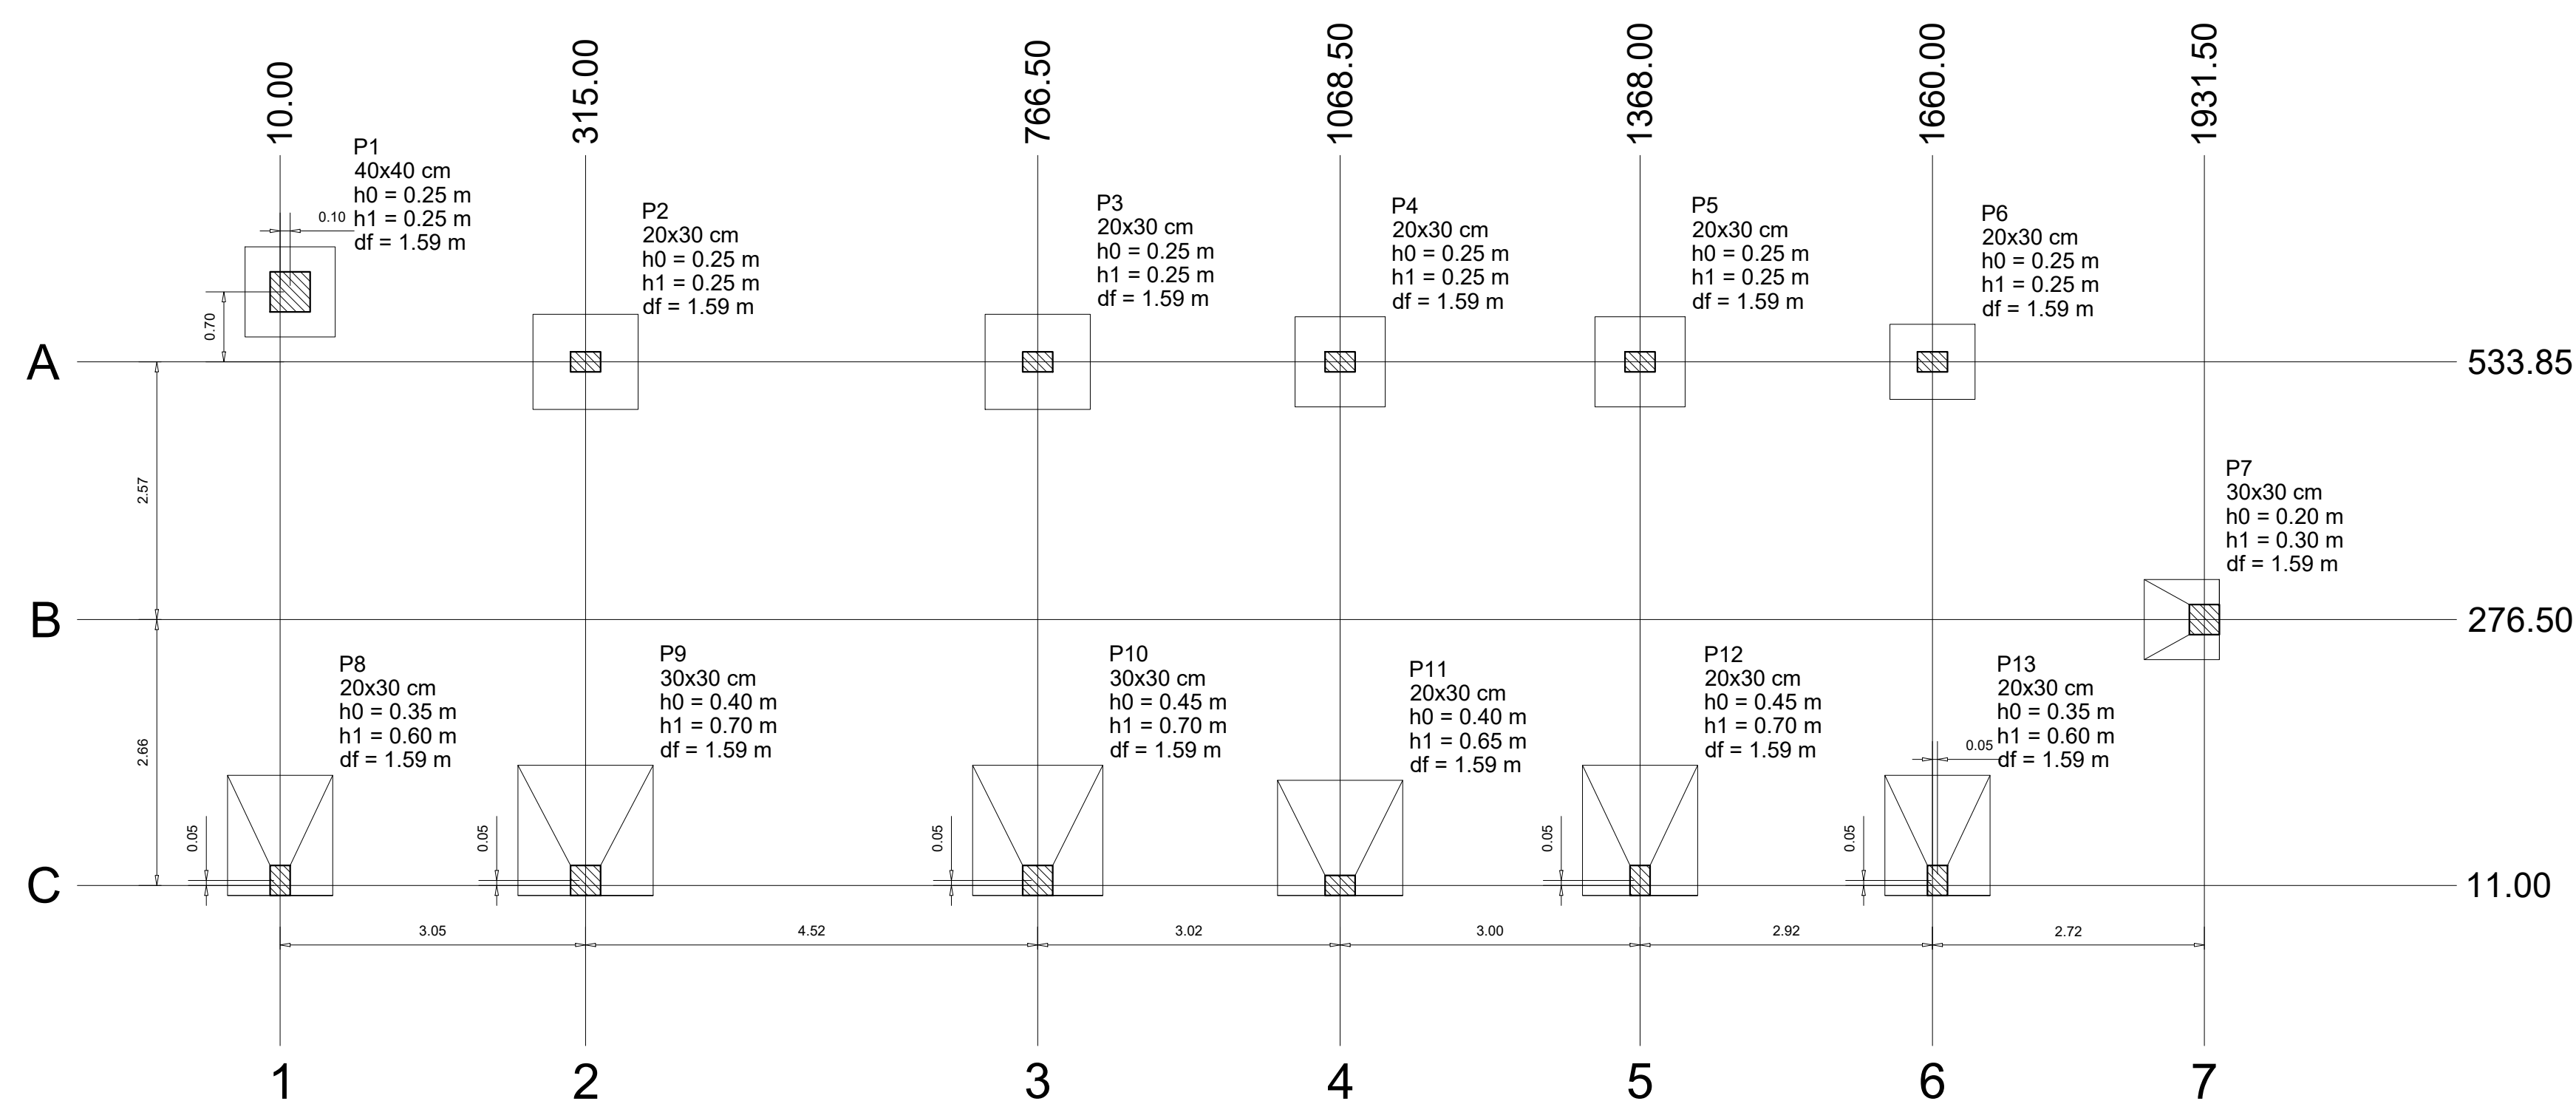 10.00
315.00
766.50
1068.50
1368.00
1660.00
1931.50
P1
40x40 cm
h0 = 0.25 m
h1 = 0.25 m
df = 1.59 m
0.10
0.70
P2
20x30 cm
h0 = 0.25 m
h1 = 0.25 m
df = 1.59 m
P3
20x30 cm
h0 = 0.25 m
h1 = 0.25 m
df = 1.59 m
P4
20x30 cm
h0 = 0.25 m
h1 = 0.25 m
df = 1.59 m
P5
20x30 cm
h0 = 0.25 m
h1 = 0.25 m
df = 1.59 m
P6
20x30 cm
h0 = 0.25 m
h1 = 0.25 m
df = 1.59 m
A
533.85
2.57
P7
30x30 cm
h0 = 0.20 m
h1 = 0.30 m
df = 1.59 m
B
276.50
2.66
P8
20x30 cm
h0 = 0.35 m
h1 = 0.60 m
df = 1.59 m
0.05
P9
30x30 cm
h0 = 0.40 m
h1 = 0.70 m
df = 1.59 m
0.05
P10
30x30 cm
h0 = 0.45 m
h1 = 0.70 m
df = 1.59 m
0.05
P11
20x30 cm
h0 = 0.40 m
h1 = 0.65 m
df = 1.59 m
P12
20x30 cm
h0 = 0.45 m
h1 = 0.70 m
df = 1.59 m
0.05
P13
20x30 cm
h0 = 0.35 m
h1 = 0.60 m
df = 1.59 m
0.05
0.05
C
11.00
3.05
4.52
3.02
3.00
2.92
2.72
1
2
3
4
5
6
7